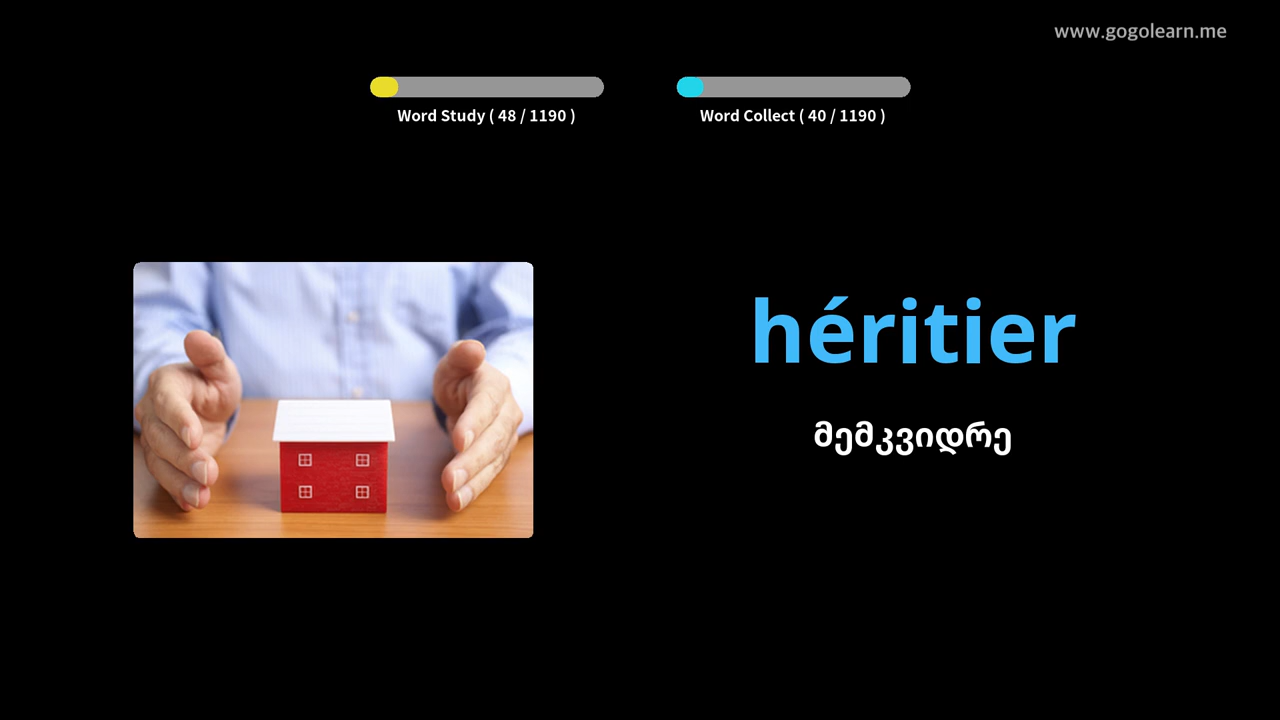 www.gogolearn.me
Word Study ( 48 / 1190 )
Word Collect ( 40 / 1190 )
héritier
მემკვიდრე